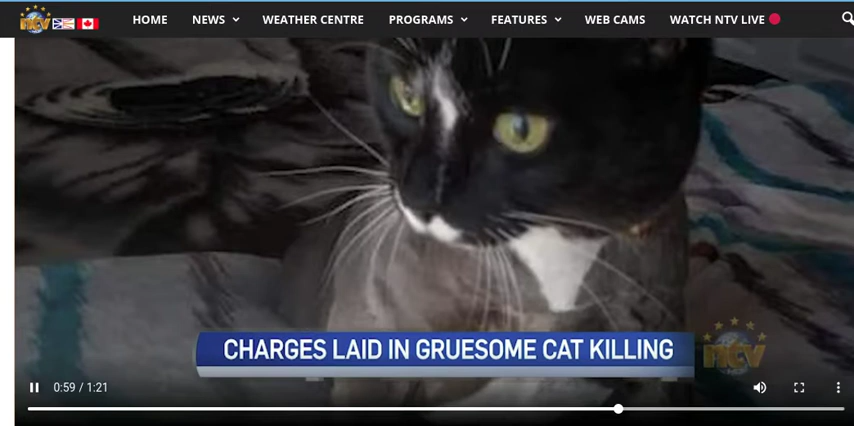 ntv HOME NEWS WEATHER CENTRE PROGRAMS FEATURES WEB CAMS WATCH NTV LIVE
CHARGES LAID IN GRUESOME CAT KILLING
ntv
0:59 / 1:21